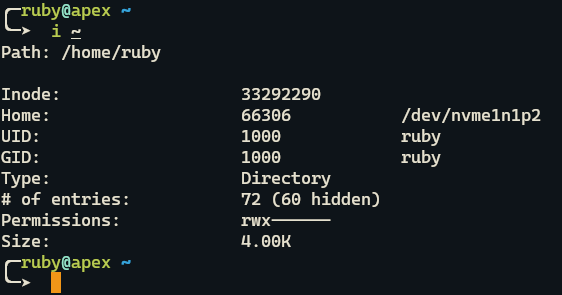 ╭─ruby@apex ~
╰─➤  i ~
Path: /home/ruby

Inode:                  33292290
Home:                   66306           /dev/nvme1n1p2
UID:                    1000            ruby
GID:                    1000            ruby
Type:                   Directory
# of entries:           72 (60 hidden)
Permissions:            rwx------
Size:                   4.00K
╭─ruby@apex ~
╰─➤